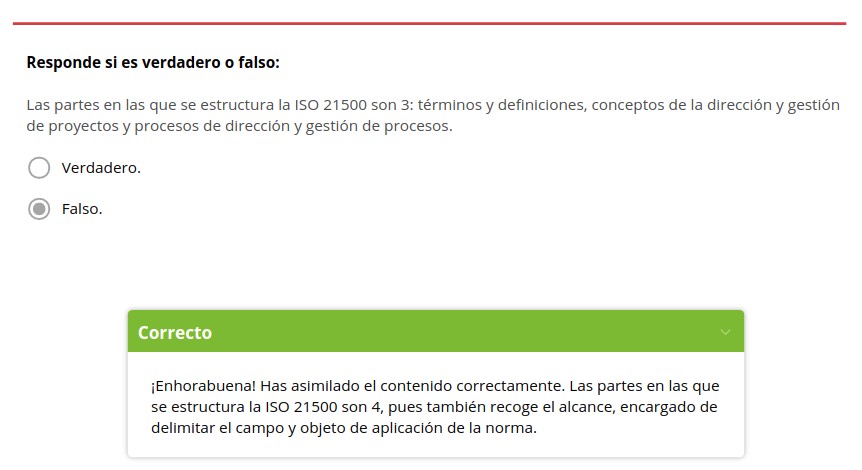 Responde si es verdadero o falso:
Las partes en las que se estructura la ISO 21500 son 3: términos y definiciones, conceptos de la dirección y gestión
de proyectos y procesos de dirección y gestión de procesos.
Verdadero.
Falso.
Correcto
¡Enhorabuena! Has asimilado el contenido correctamente. Las partes en las que
se estructura la ISO 21500 son 4, pues también recoge el alcance, encargado de
delimitar el campo y objeto de aplicación de la norma.